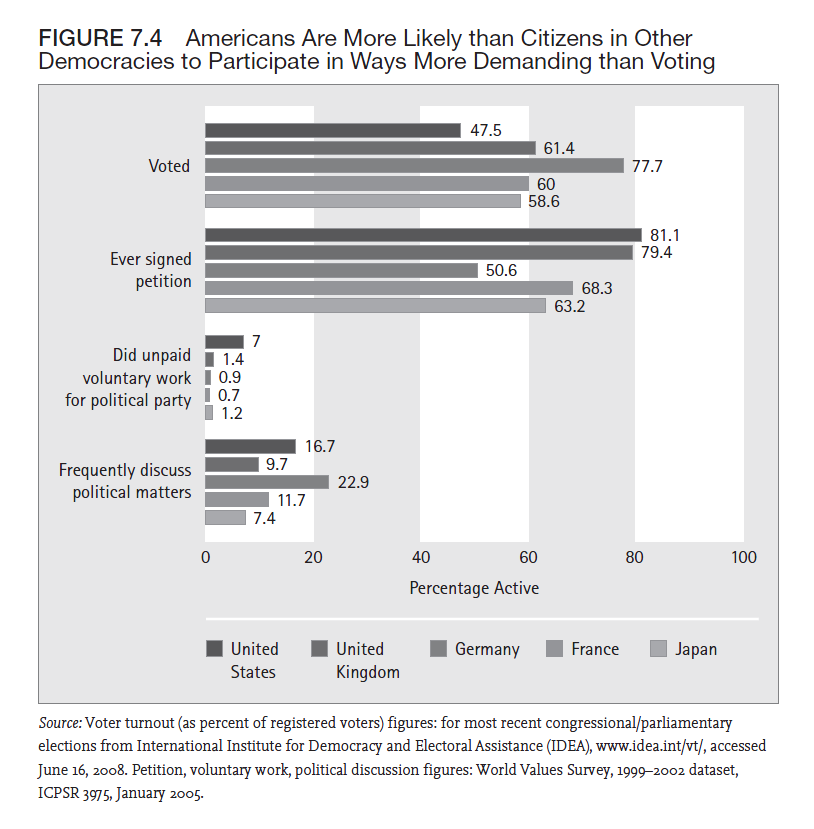 FIGURE 7.4 Americans Are More Likely than Citizens in Other
Democracies to Participate in Ways More Demanding than Voting
Voted
47.5
61.4
77.7
60
58.6
Ever signed
petition
81.1
79.4
50.6
68.3
63.2
Did unpaid
voluntary work
for political party
7
1.4
0.9
0.7
1.2
Frequently discuss
political matters
16.7
9.7
22.9
11.7
7.4
0 20 40 60 80 100
Percentage Active
United States
United Kingdom
Germany
France
Japan
Source: Voter turnout (as percent of registered voters) figures: for most recent congressional/parliamentary
elections from International Institute for Democracy and Electoral Assistance (IDEA), www.idea.int/vt/, accessed
June 16, 2008. Petition, voluntary work, political discussion figures: World Values Survey, 1999–2002 dataset,
ICPSR 3975, January 2005.